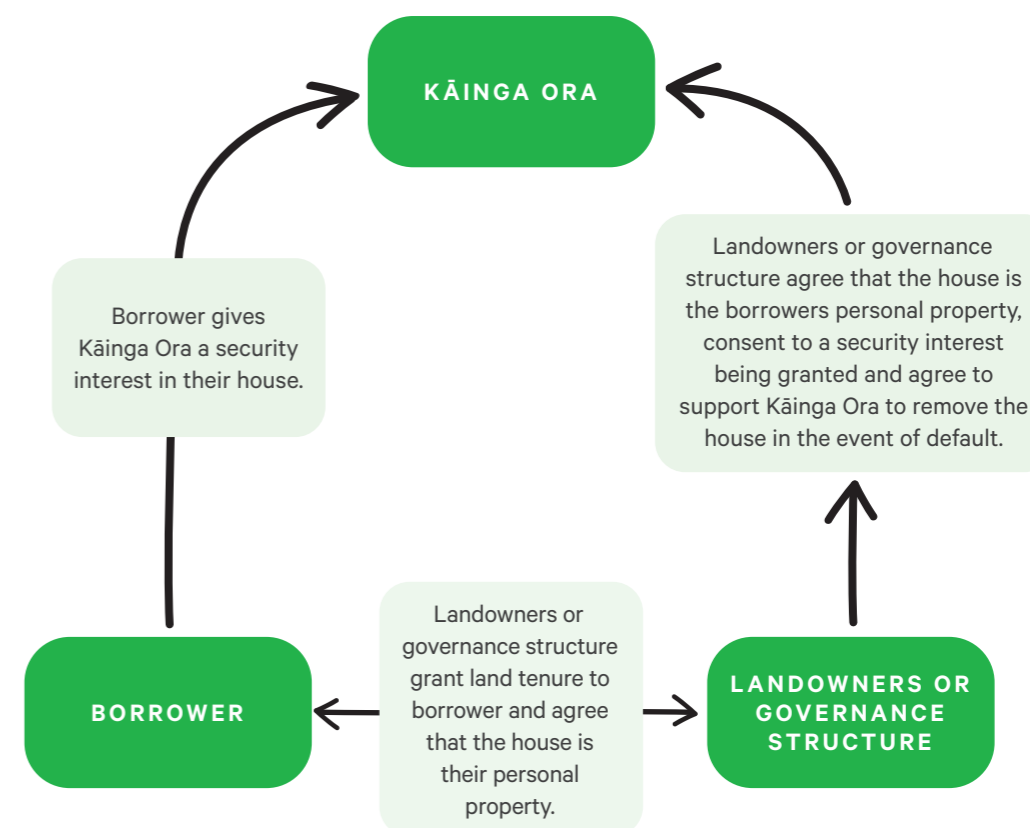 KĀINGA ORA
Borrower gives
Kāinga Ora a security
interest in their house.
Landowners or governance
structure agree that the house is
the borrowers personal property,
consent to a security interest
being granted and agree to
support Kāinga Ora to remove the
house in the event of default.
BORROWER
Landowners or
governance structure
grant land tenure to
borrower and agree
that the house is
their personal
property.
LANDOWNERS OR
GOVERNANCE
STRUCTURE